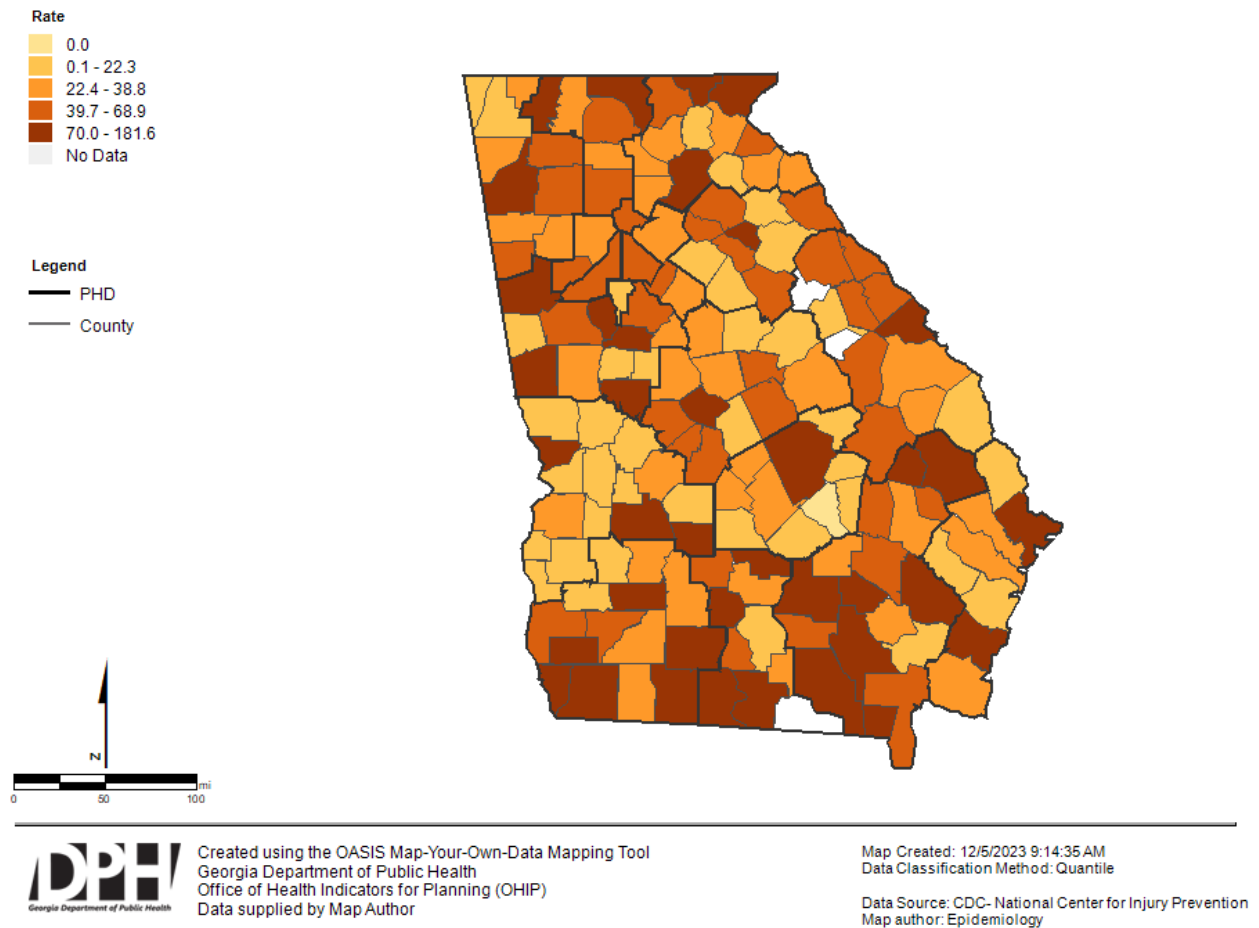 Rate
0.0
0.1 - 22.3
22.4 - 38.8
39.7 - 68.9
70.0 - 181.6
No Data
Legend
PHD
County
N
0 50 100 mi
DPH
Georgia Department of Public Health
Created using the OASIS Map-Your-Own-Data Mapping Tool
Georgia Department of Public Health
Office of Health Indicators for Planning (OHIP)
Data supplied by Map Author
Map Created: 12/5/2023 9:14:35 AM
Data Classification Method: Quantile
Data Source: CDC- National Center for Injury Prevention
Map author: Epidemiology